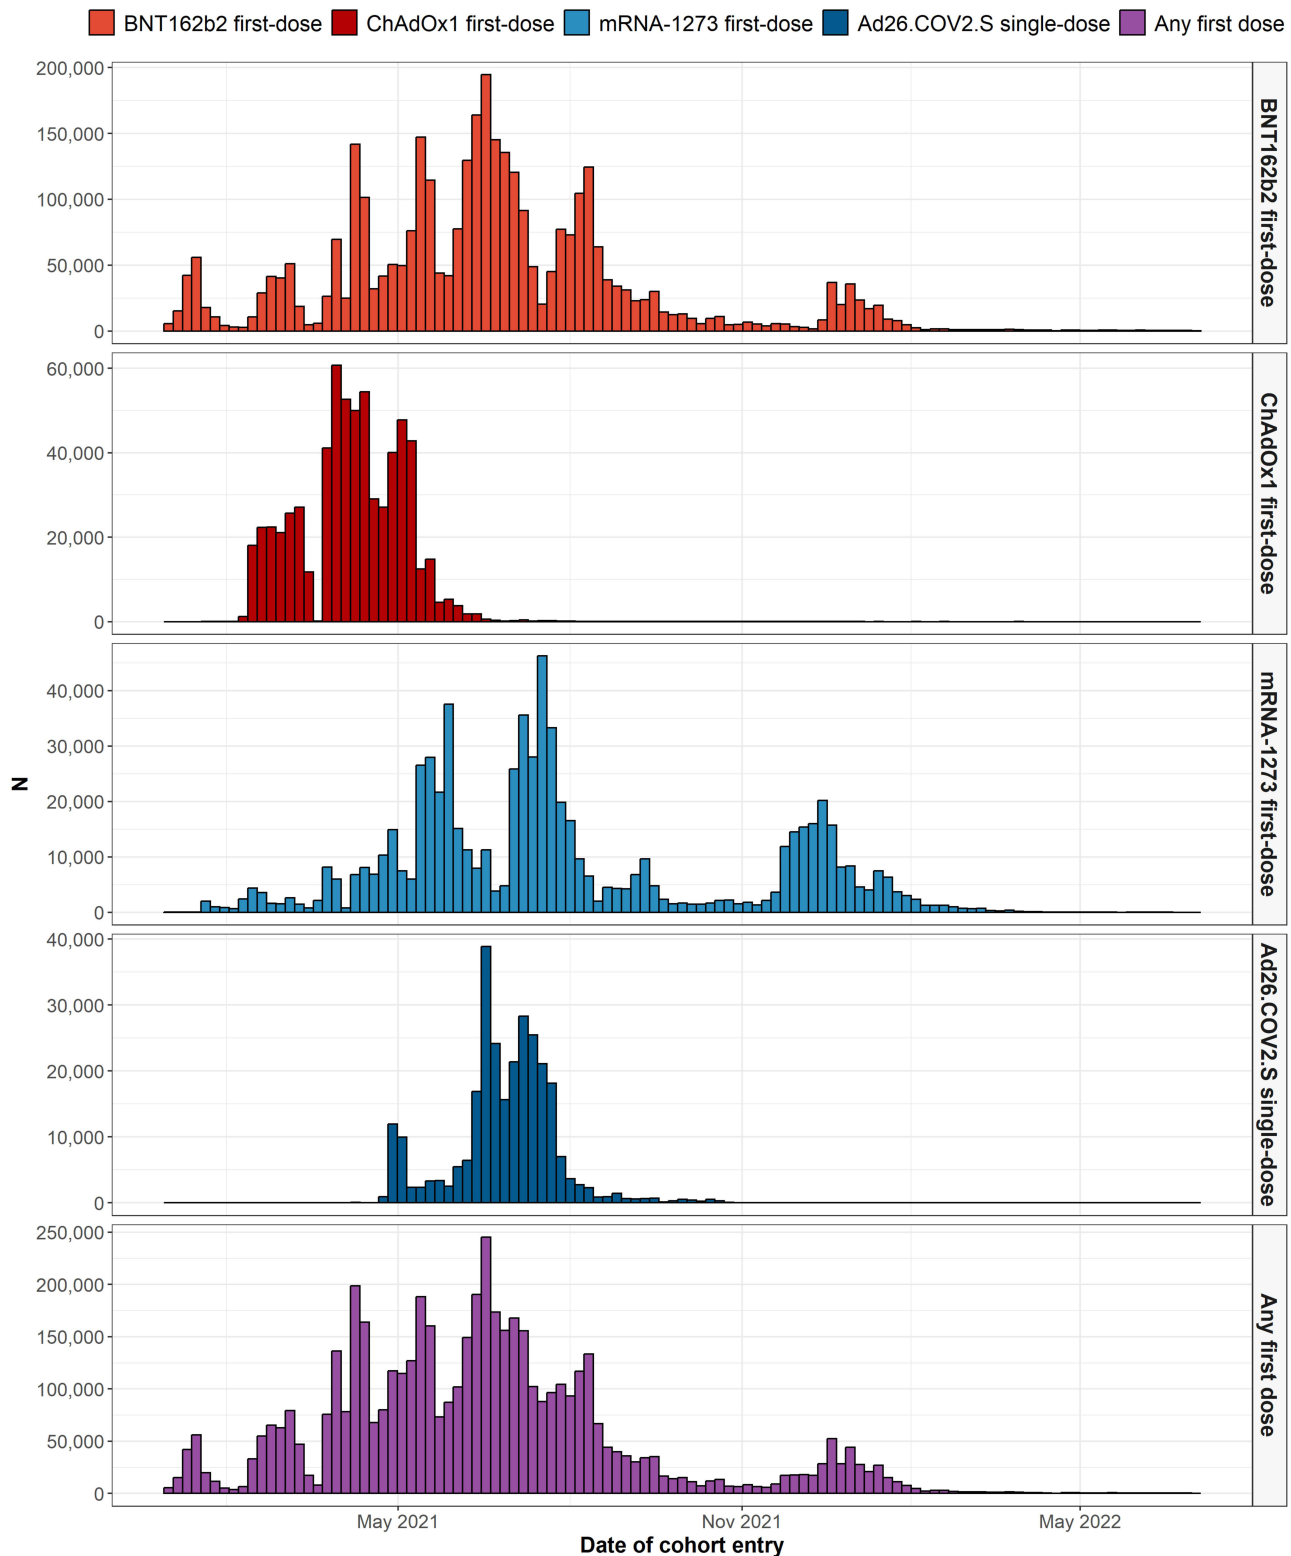 BNT162b2 first-dose ChAdOx1 first-dose mRNA-1273 first-dose Ad26.COV2.S single-dose Any first dose
200,000
150,000
100,000
50,000
0
BNT162b2 first-dose
60,000
40,000
20,000
0
ChAdOx1 first-dose
40,000
30,000
20,000
10,000
0
mRNA-1273 first-dose
N
40,000
30,000
20,000
10,000
0
Ad26.COV2.S single-dose
250,000
200,000
150,000
100,000
50,000
0
Any first dose
May 2021 Nov 2021 May 2022
Date of cohort entry